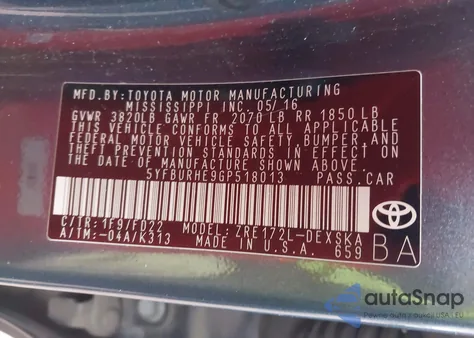 MFD.BY:TOYOTA MOTOR MANUFACTURING
MISSISSIPPI INC. 05/16
GVWR 3820LB GAWR FR 2070 LB RR 1850 LB
THIS VEHICLE CONFORMS TO ALL APPLICABLE
FEDERAL MOTOR VEHICLE SAFETY, BUMPER, AND
THEFT PREVENTION STANDARDS IN EFFECT ON
THE DATE OF MANUFACTURE SHOWN ABOVE.
5YFBURHE9GP518013 PASS.CAR
C/TR:1F9/FD22 MODEL:ZRE172L-DEXSKA
A/TM:-04A/K313 MADE IN U.S.A. 659
BA
autoSnap